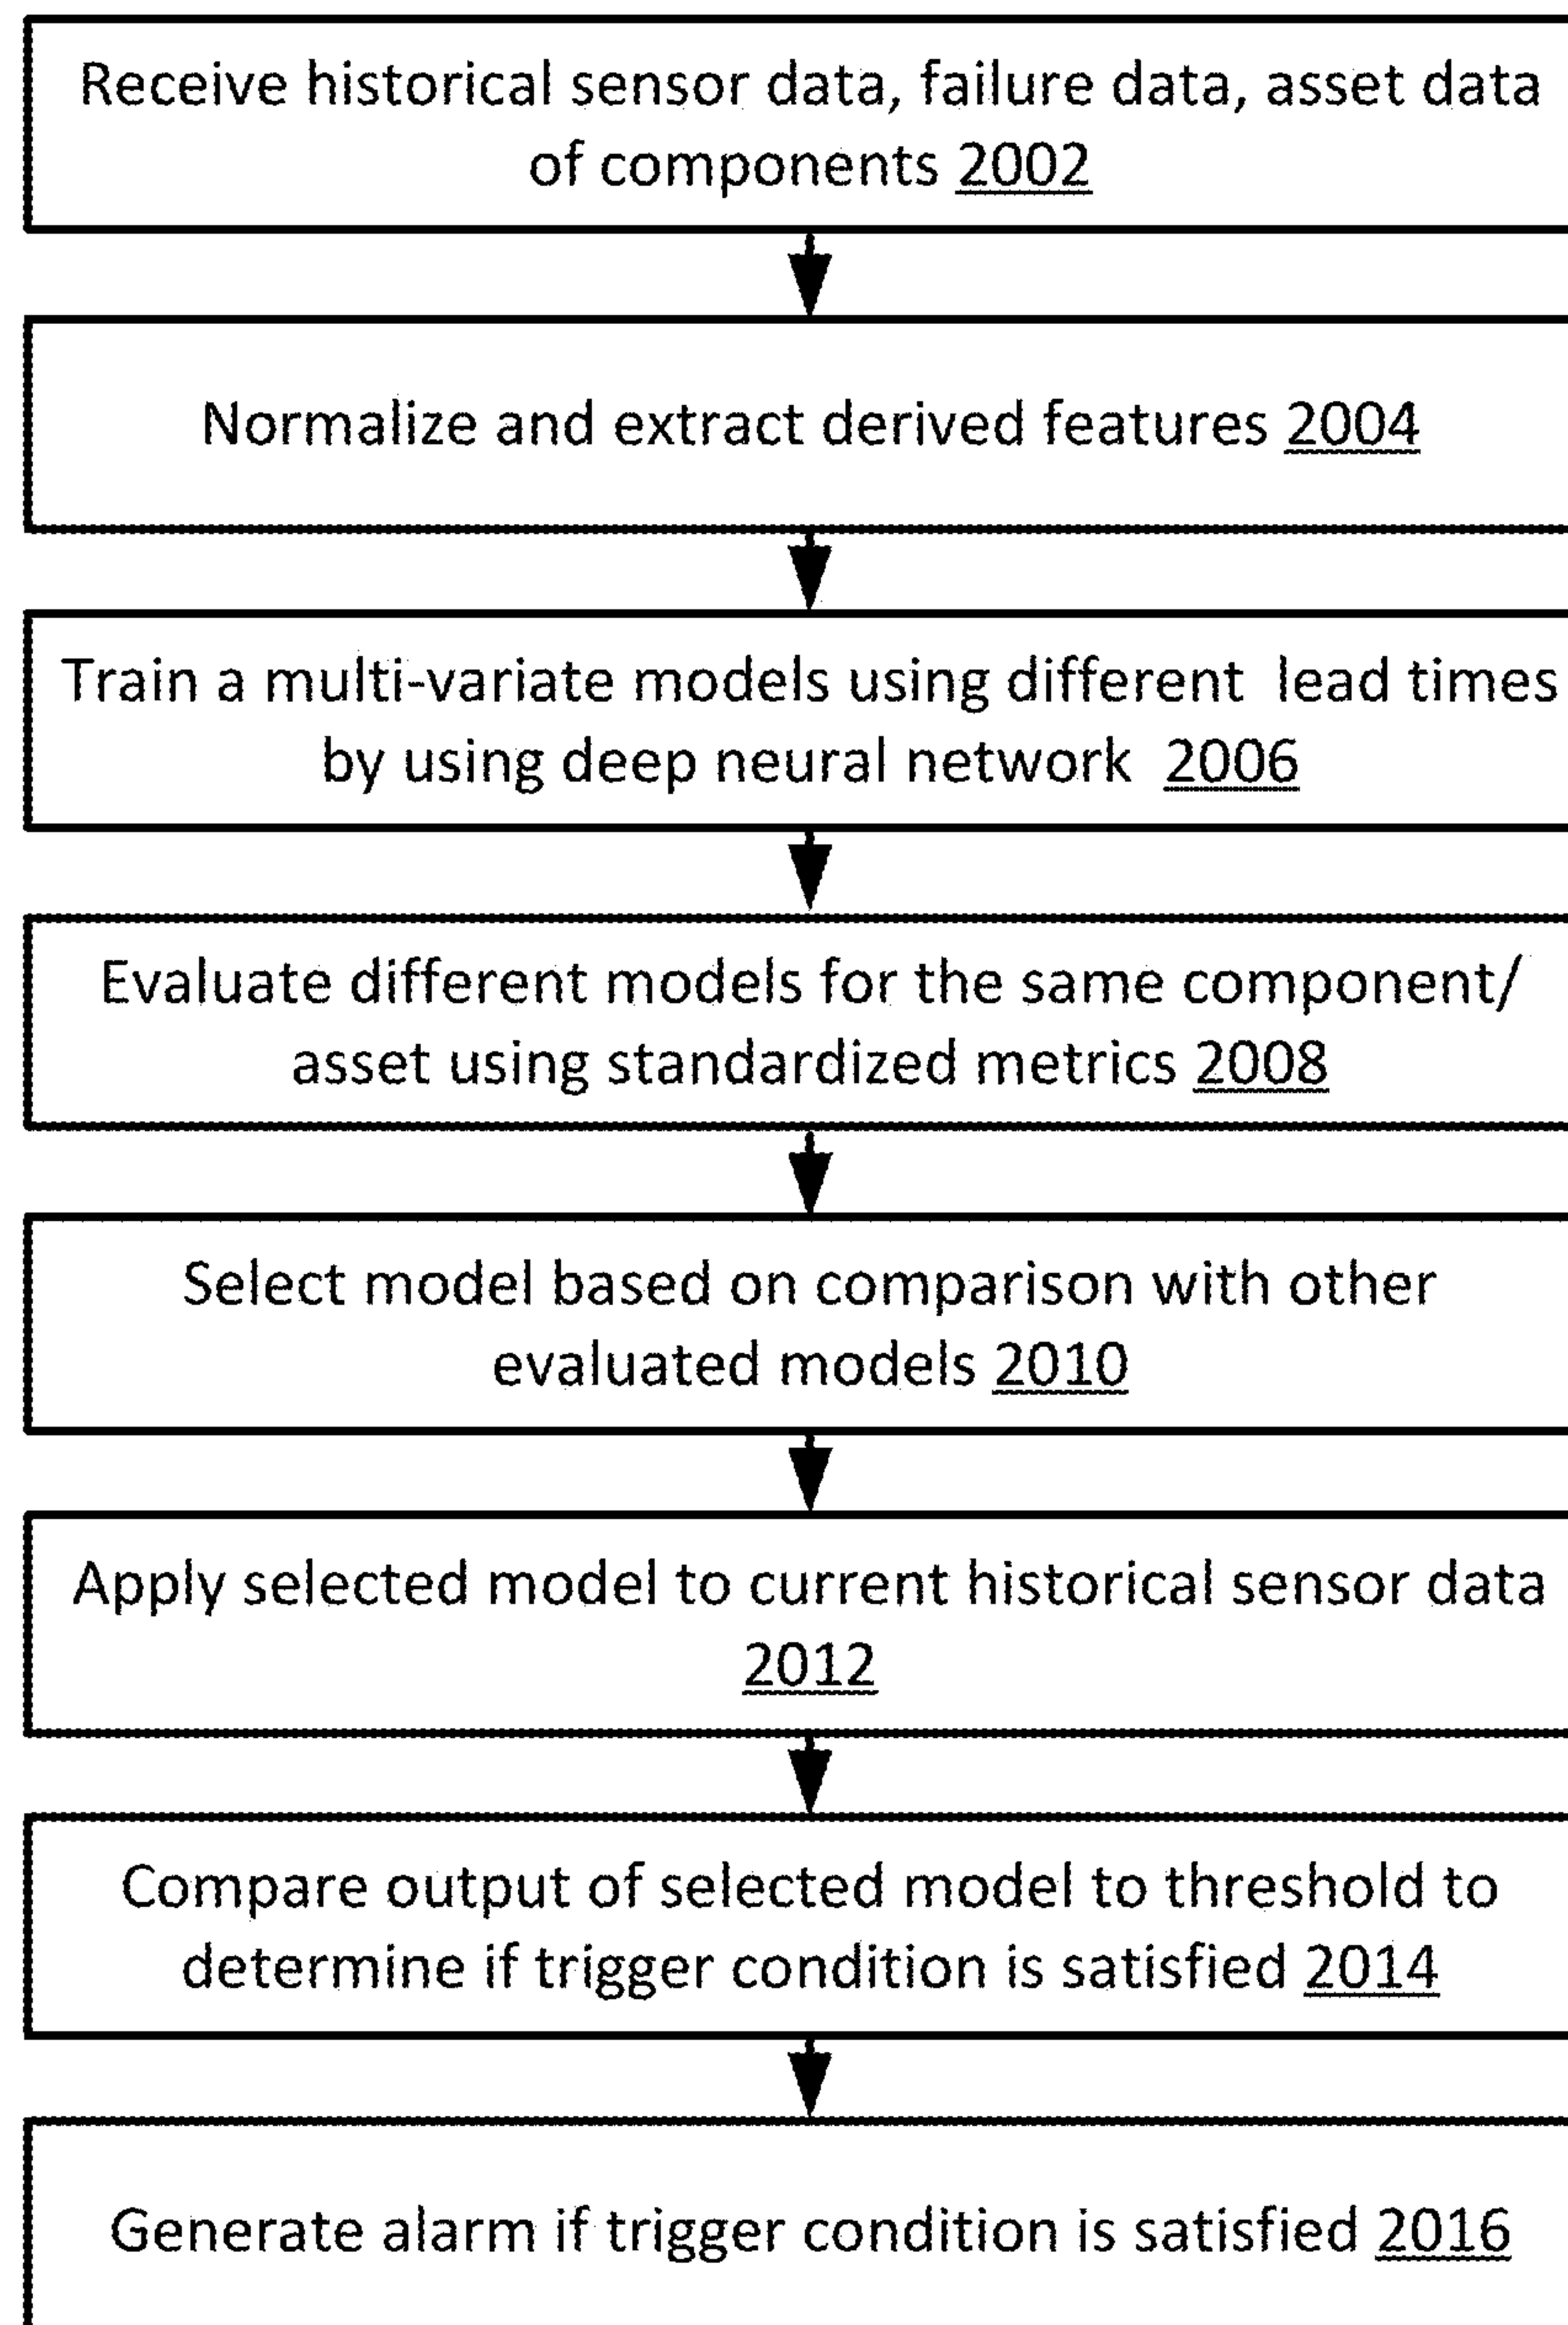 Receive historical sensor data, failure data, asset data
of components 2002
Normalize and extract derived features 2004
Train a multi-variate models using different lead times
by using deep neural network 2006
Evaluate different models for the same component/
asset using standardized metrics 2008
Select model based on comparison with other
evaluated models 2010
Apply selected model to current historical sensor data
2012
Compare output of selected model to threshold to
determine if trigger condition is satisfied 2014
Generate alarm if trigger condition is satisfied 2016